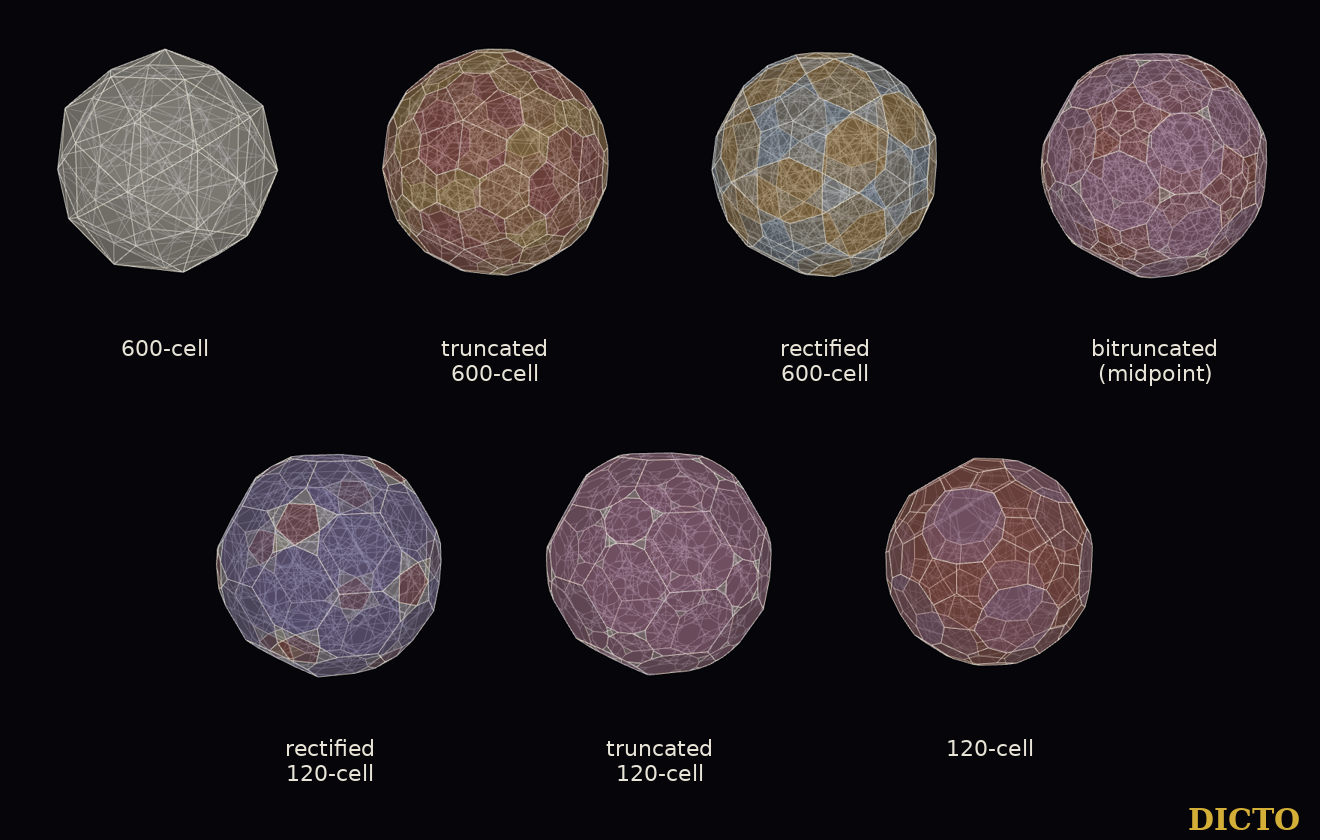 600-cell
truncated
600-cell
rectified
600-cell
bitruncated
(midpoint)
rectified
120-cell
truncated
120-cell
120-cell
DICTO